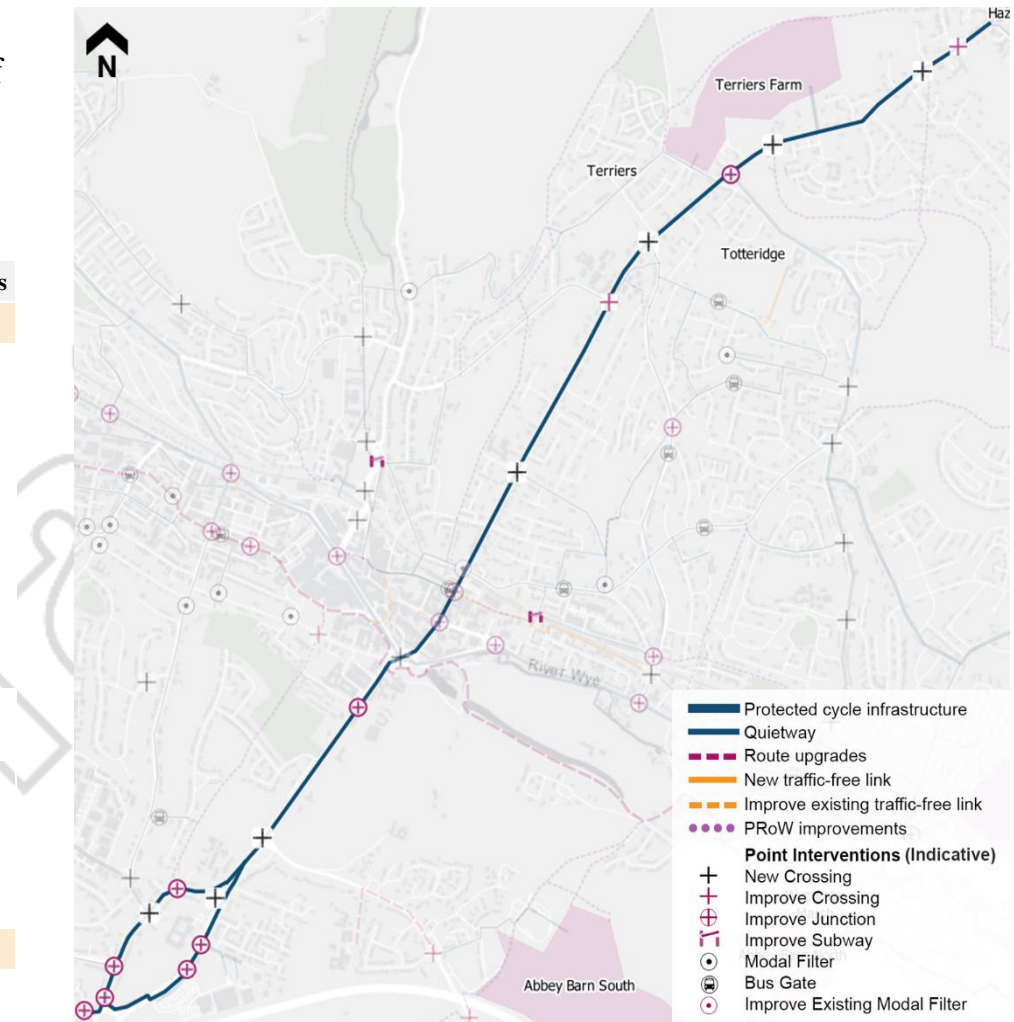 f
s
N
Haz
Terriers Farm
Terriers
Totteridge
River Wye
Abbey Barn South
Protected cycle infrastructure
Quietway
Route upgrades
New traffic-free link
Improve existing traffic-free link
PRoW improvements
Point Interventions (Indicative)
New Crossing
Improve Crossing
Improve Junction
Improve Subway
Modal Filter
Bus Gate
Improve Existing Modal Filter